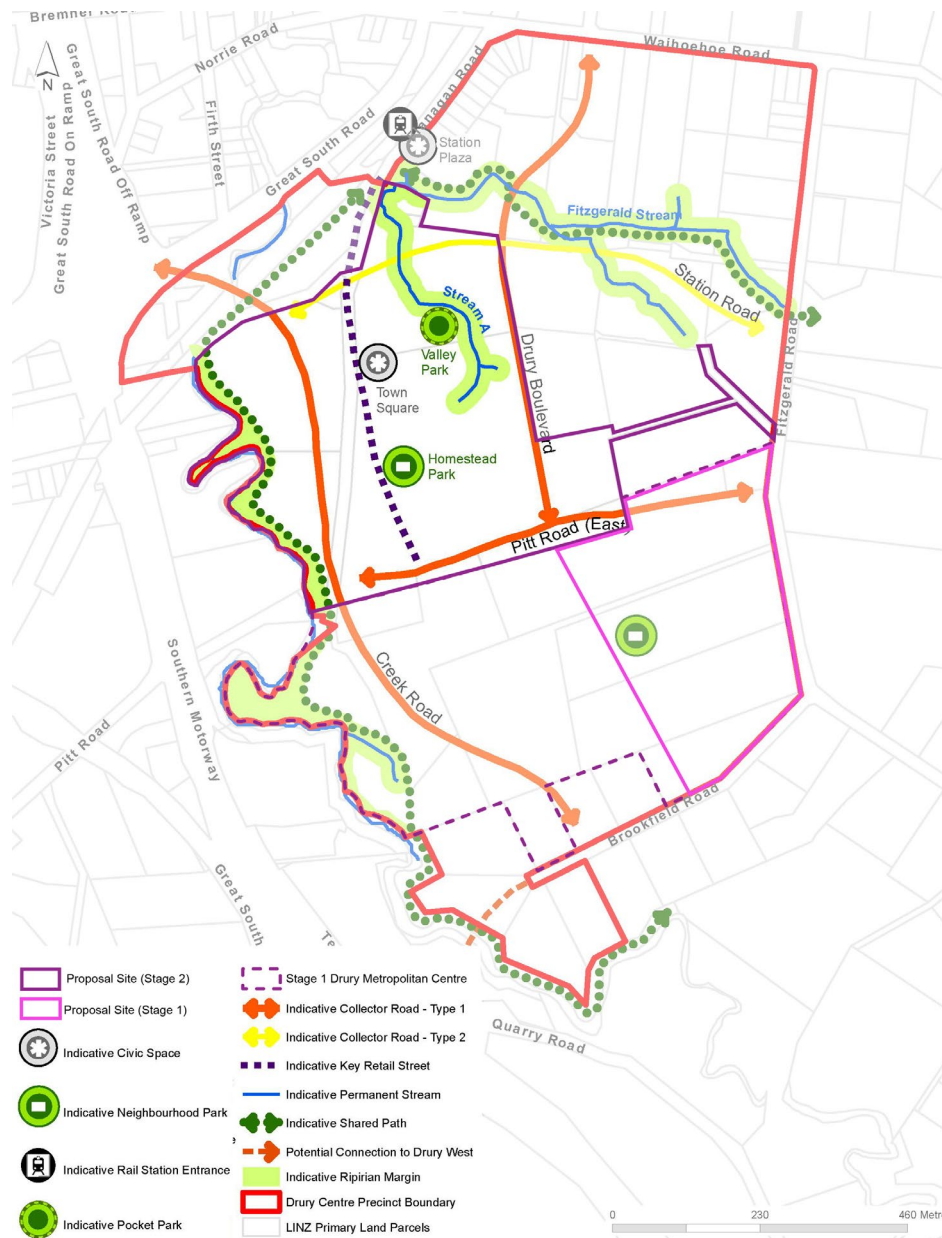 Bremner Road
Norrie Road
Waihoehoe Road
N
Great South Road Off Ramp
Great South Road On Ramp
Victoria Street
Firth Street
Great South Road
Station
Plaza
Fitzgerald Stream
Station Road
Stream A
Valley
Park
Drury Boulevard
Fitzgerald Road
Town
Square
Homestead
Park
Pitt Road (East)
Creek Road
Southern Motorway
Pitt Road
Brookfield Road
Great South
Quarry Road
Proposal Site (Stage 2)
Proposal Site (Stage 1)
Indicative Civic Space
Indicative Neighbourhood Park
Indicative Rail Station Entrance
Indicative Pocket Park
Stage 1 Drury Metropolitan Centre
Indicative Collector Road - Type 1
Indicative Collector Road - Type 2
Indicative Key Retail Street
Indicative Permanent Stream
Indicative Shared Path
Potential Connection to Drury West
Indicative Ripirian Margin
Drury Centre Precinct Boundary
LINZ Primary Land Parcels
0 230 460 Metre